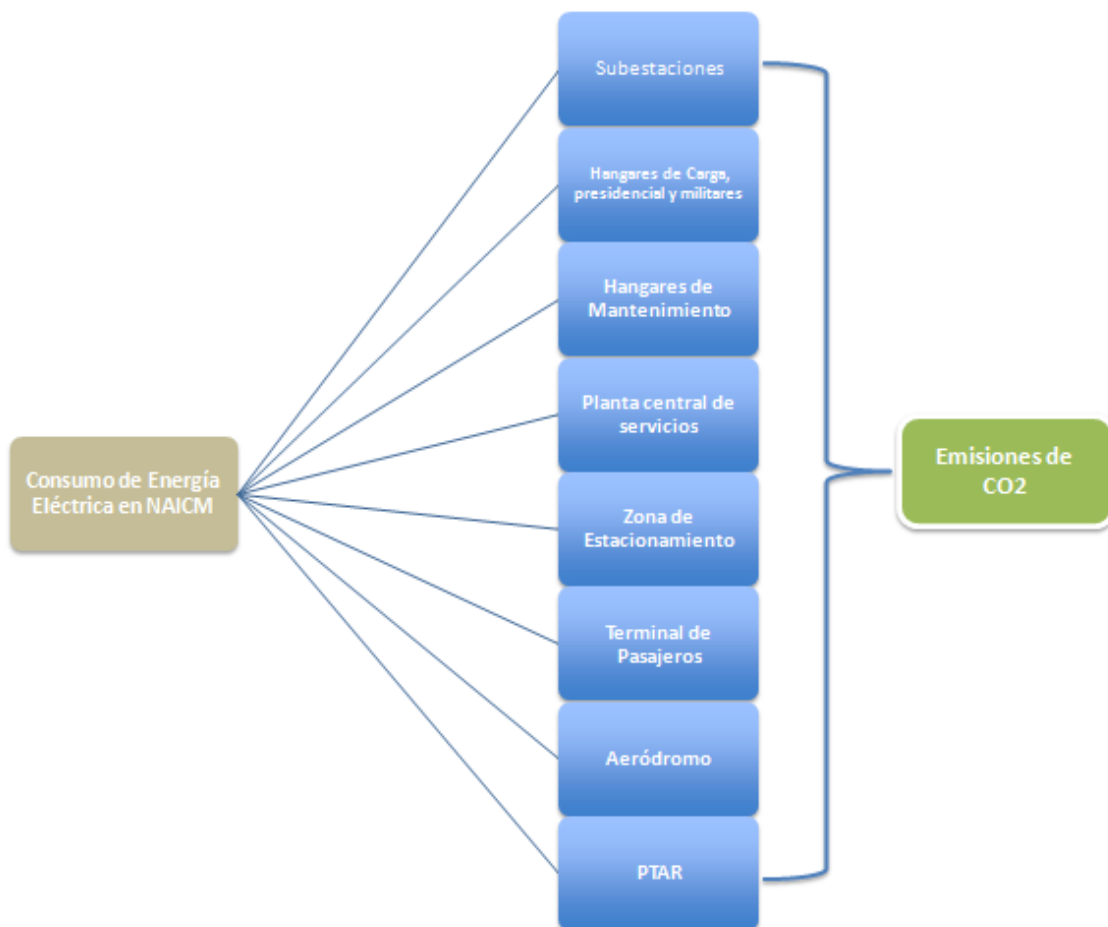 Subestaciones
Hangares de Carga,
presidencial y militares
Hangares de
Mantenimiento
Planta central de
servicios
Consumo de Energía
Eléctrica en NAICM
Emisiones de
CO2
Zona de
Estacionamiento
Terminal de
Pasajeros
Aeródromo
PTAR